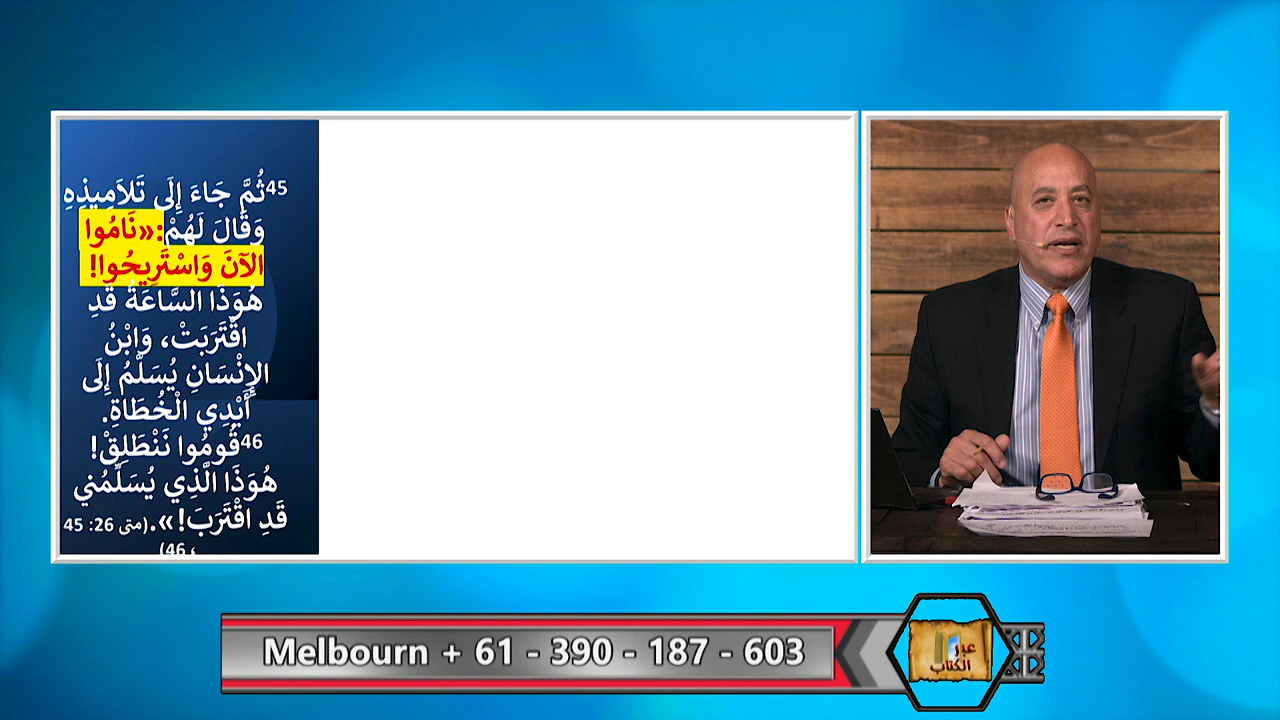 45ثُمَّ جَاءَ إِلَى تَلاَمِيذِهِ
وَقَالَ لَهُمْ:«نَامُوا
الآنَ وَاسْتَرِيحُوا!
هُوَذَا السَّاعَةُ قَدِ
اقْتَرَبَتْ، وَابْنُ
الإِنْسَانِ يُسَلَّمُ إِلَى
أَيْدِي الْخُطَاةِ.
46قُومُوا نَنْطَلِقْ!
هُوَذَا الَّذِي يُسَلِّمُني
قَدِ اقْتَرَبَ!».(متى 26: 45
، 46)
Melbourn + 61 - 390 - 187 - 603
عبر
الكتاب